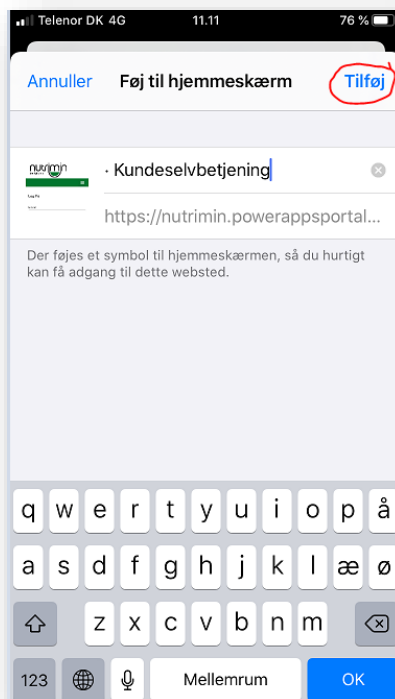 Telenor DK 4G 11.11 76 %
Annuller Føj til hjemmeskærm Tilføj
nutrimin
· Kundeselvbetjening
https://nutrimin.powerappsportal...
Der føjes et symbol til hjemmeskærmen, så du hurtigt
kan få adgang til dette websted.
q w e r t y u i o p å
a s d f g h j k l æ ø
z x c v b n m
123 Mellemrum OK